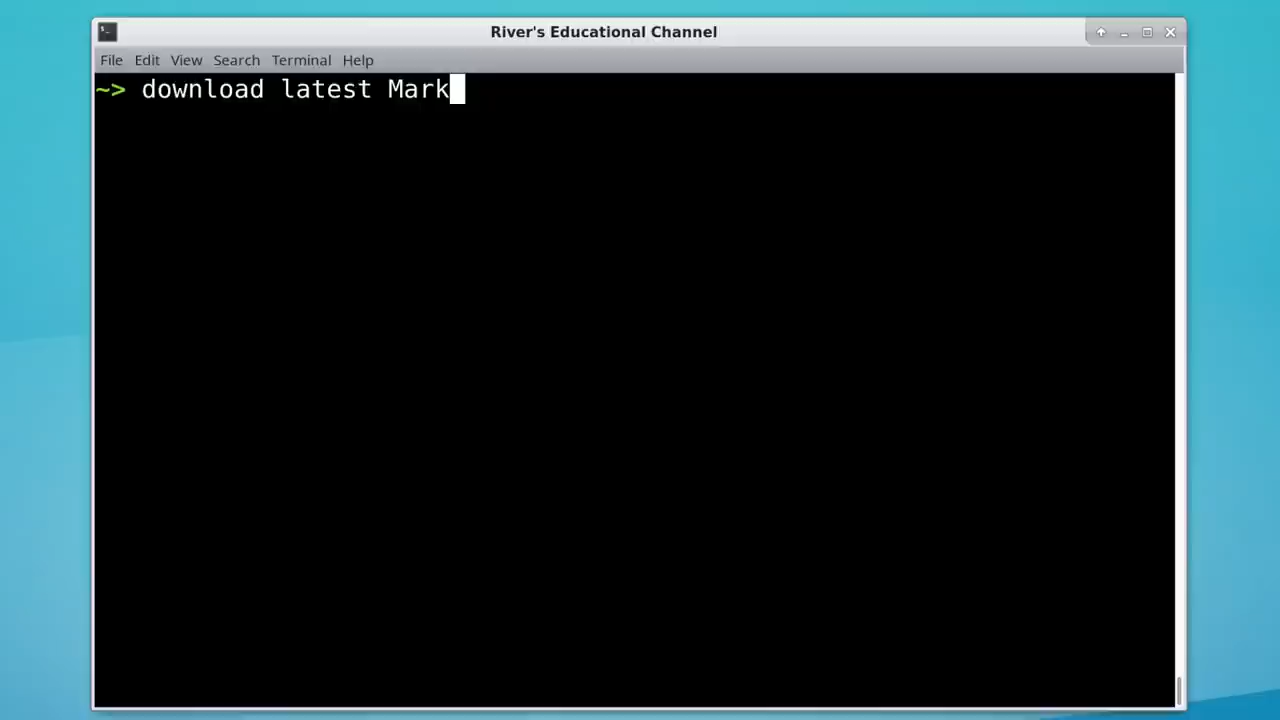 River's Educational Channel
File Edit View Search Terminal Help
~> download latest Mark